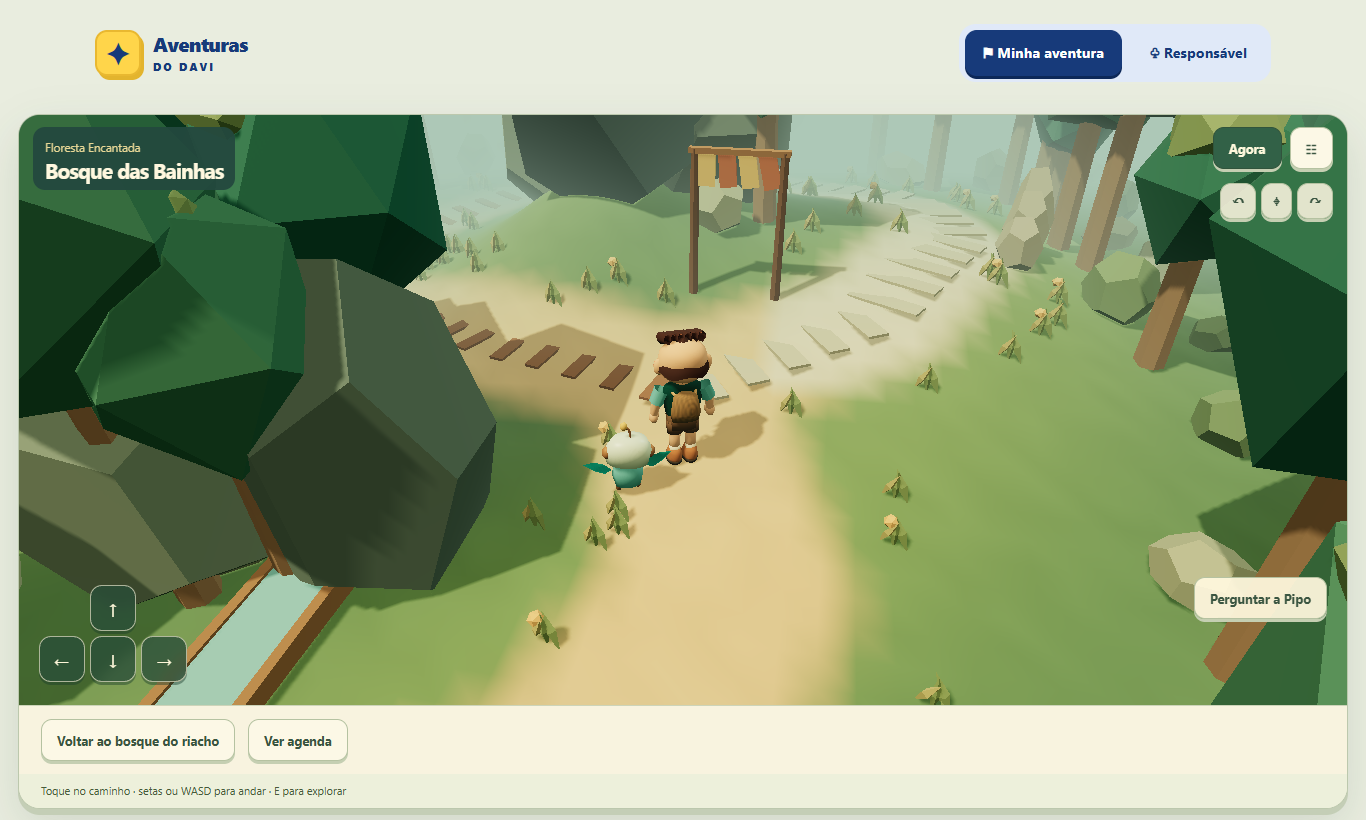 Aventuras
DO DAVI
Minha aventura
Responsável
Floresta Encantada
Bosque das Bainhas
Agora
Perguntar a Pipo
Voltar ao bosque do riacho
Ver agenda
Toque no caminho · setas ou WASD para andar · E para explorar